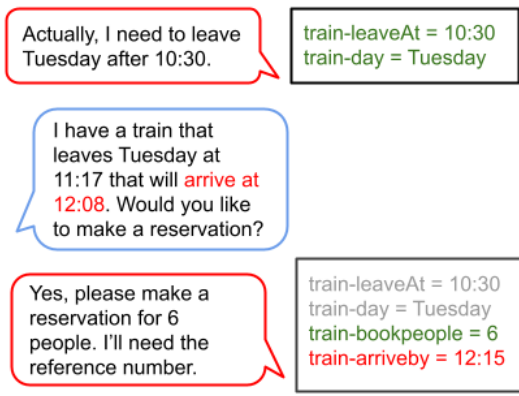 Actually, I need to leave
Tuesday after 10:30.
train-leaveAt = 10:30
train-day = Tuesday
I have a train that
leaves Tuesday at
11:17 that will arrive at
12:08. Would you like
to make a reservation?
Yes, please make a
reservation for 6
people. I'll need the
reference number.
train-leaveAt = 10:30
train-day = Tuesday
train-bookpeople = 6
train-arriveby = 12:15